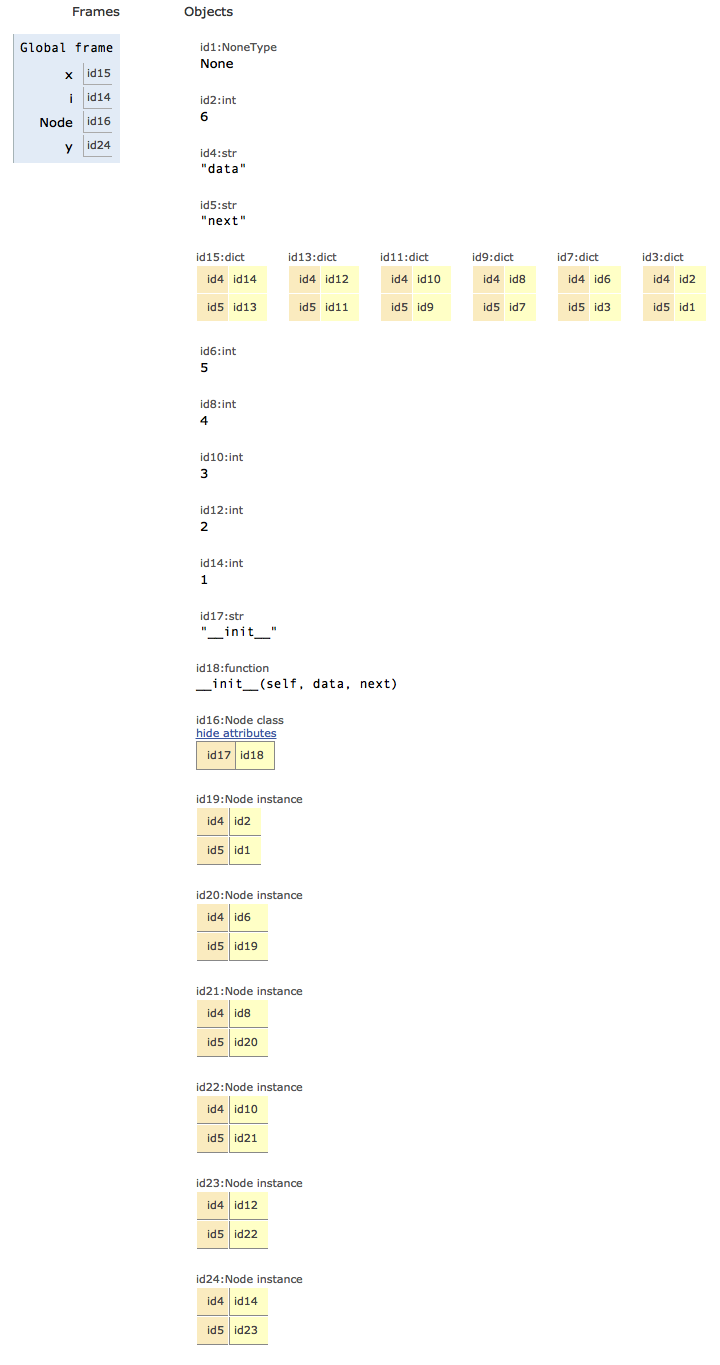 Frames Objects
Global frame
x id15
i id14
Node id16
y id24
id1:NoneType
None
id2:int
6
id4:str
"data"
id5:str
"next"
id15:dict id13:dict id11:dict id9:dict id7:dict id3:dict
id4 id14 id4 id12 id4 id10 id4 id8 id4 id6 id4 id2
id5 id13 id5 id11 id5 id9 id5 id7 id5 id3 id5 id1
id6:int
5
id8:int
4
id10:int
3
id12:int
2
id14:int
1
id17:str
"__init__"
id18:function
__init__(self, data, next)
id16:Node class
hide attributes
id17 id18
id19:Node instance
id4 id2
id5 id1
id20:Node instance
id4 id6
id5 id19
id21:Node instance
id4 id8
id5 id20
id22:Node instance
id4 id10
id5 id21
id23:Node instance
id4 id12
id5 id22
id24:Node instance
id4 id14
id5 id23